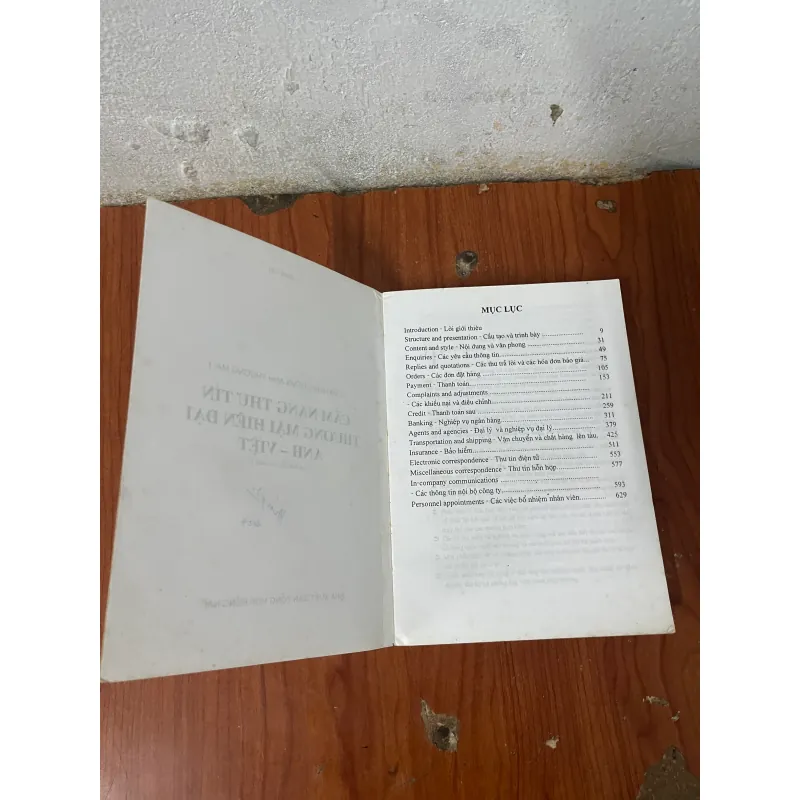 CẨM NANG THƯ TÍN
THƯƠNG MẠI HIỆN ĐẠI
ANH - VIỆT
MỤC LỤC
Introduction - Lời giới thiệu
Structure and presentation - Cấu tạo và trình bày .......................... 9
Content and style - Nội dung và văn phong ................................ 31
Enquiries - Các yêu cầu thông tin................................ 49
Replies and quotations - Các thư trả lời và các hóa đơn báo giá... 75
Orders - Các đơn đặt hàng ................................ 105
Payment - Thanh toán................................ 153
Complaints and adjustments ................................
- Các khiếu nại và điều chỉnh................................ 211
Credit - Thanh toán sau ................................ 259
Banking - Nghiệp vụ ngân hàng................................ 311
Agents and agencies - Đại lý và nghiệp vụ đại lý ...................... 379
Transportation and shipping - Vận chuyển và chất hàng lên tàu. 425
Insurance - Bảo hiểm................................ 511
Electronic correspondence - Thư tín điện tử ........................ 553
Miscellaneous correspondence - Thư tín hỗn hợp .................. 577
In-company communications ................................
- Các thông tin nội bộ công ty................................ 593
Personnel appointments - Các việc bổ nhiệm nhân viên............ 629